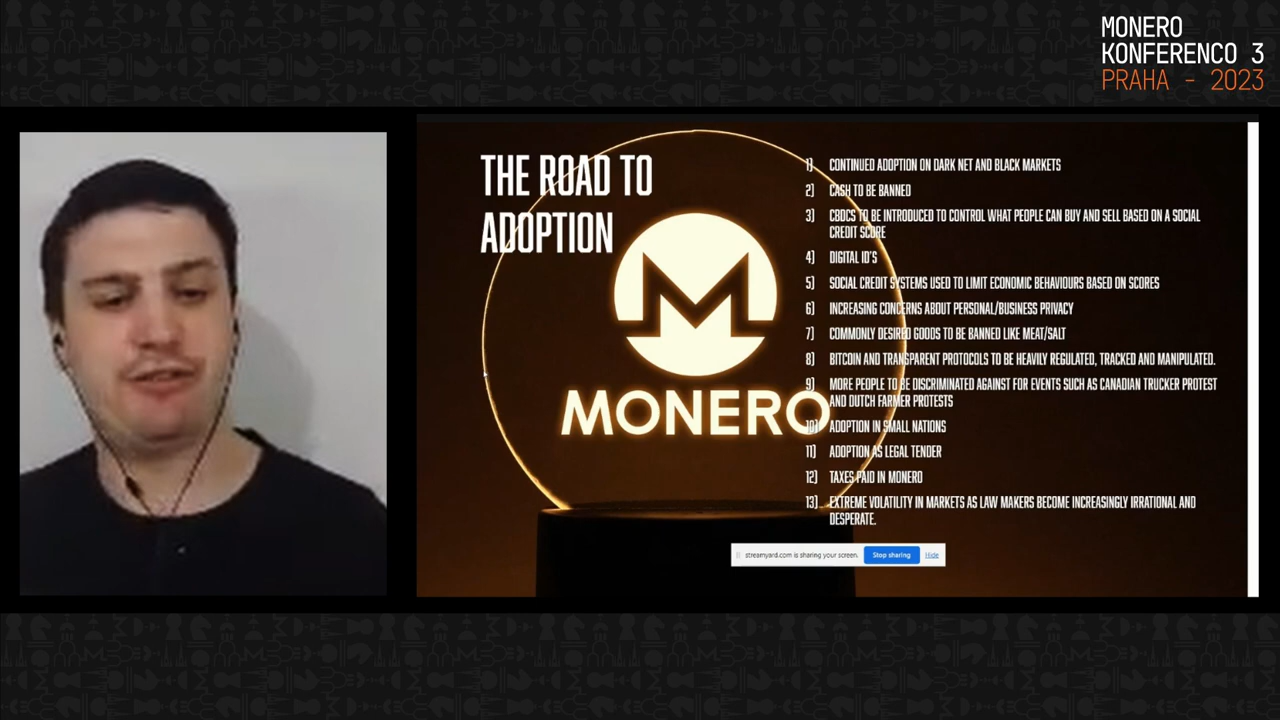 MONERO
KONFERENCO 3
PRAHA - 2023
THE ROAD TO
ADOPTION
MONERO
1) CONTINUED ADOPTION ON DARK NET AND BLACK MARKETS
2) CASH TO BE BANNED
3) CBDCS TO BE INTRODUCED TO CONTROL WHAT PEOPLE CAN BUY AND SELL BASED ON A SOCIAL
CREDIT SCORE
4) DIGITAL ID'S
5) SOCIAL CREDIT SYSTEMS USED TO LIMIT ECONOMIC BEHAVIOURS BASED ON SCORES
6) INCREASING CONCERNS ABOUT PERSONAL/BUSINESS PRIVACY
7) COMMONLY DESIRED GOODS TO BE BANNED LIKE MEAT/SALT
8) BITCOIN AND TRANSPARENT PROTOCOLS TO BE HEAVILY REGULATED, TRACKED AND MANIPULATED.
9) MORE PEOPLE TO BE DISCRIMINATED AGAINST FOR EVENTS SUCH AS CANADIAN TRUCKER PROTEST
AND DUTCH FARMER PROTESTS
10) ADOPTION IN SMALL NATIONS
11) ADOPTION AS LEGAL TENDER
12) TAXES PAID IN MONERO
13) EXTREME VOLATILITY IN MARKETS AS LAW MAKERS BECOME INCREASINGLY IRRATIONAL AND
DESPERATE.
streamyard.com is sharing your screen. Stop sharing Hide